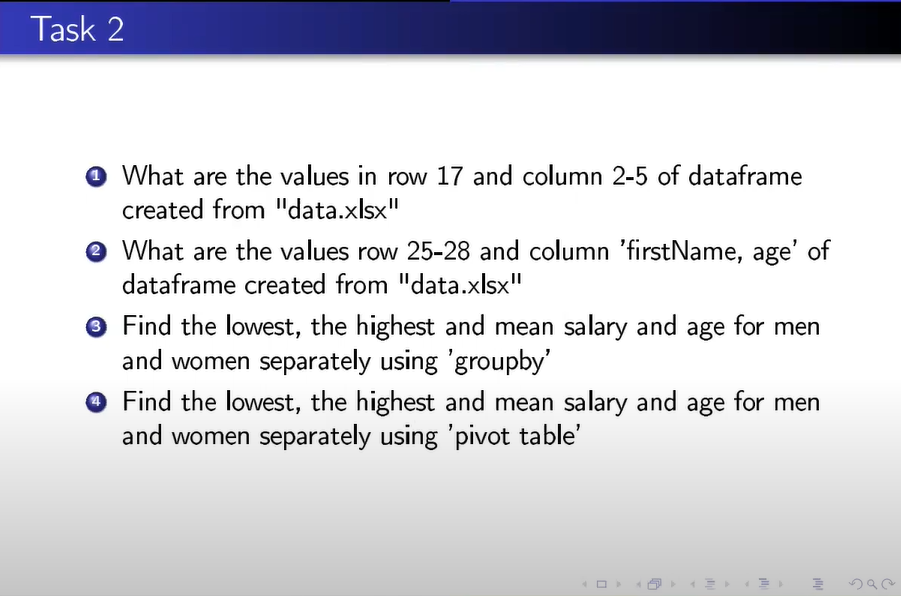 Task 2
1 What are the values in row 17 and column 2-5 of dataframe
created from "data.xlsx"
2 What are the values row 25-28 and column 'firstName, age' of
dataframe created from "data.xlsx"
3 Find the lowest, the highest and mean salary and age for men
and women separately using 'groupby'
4 Find the lowest, the highest and mean salary and age for men
and women separately using 'pivot table'